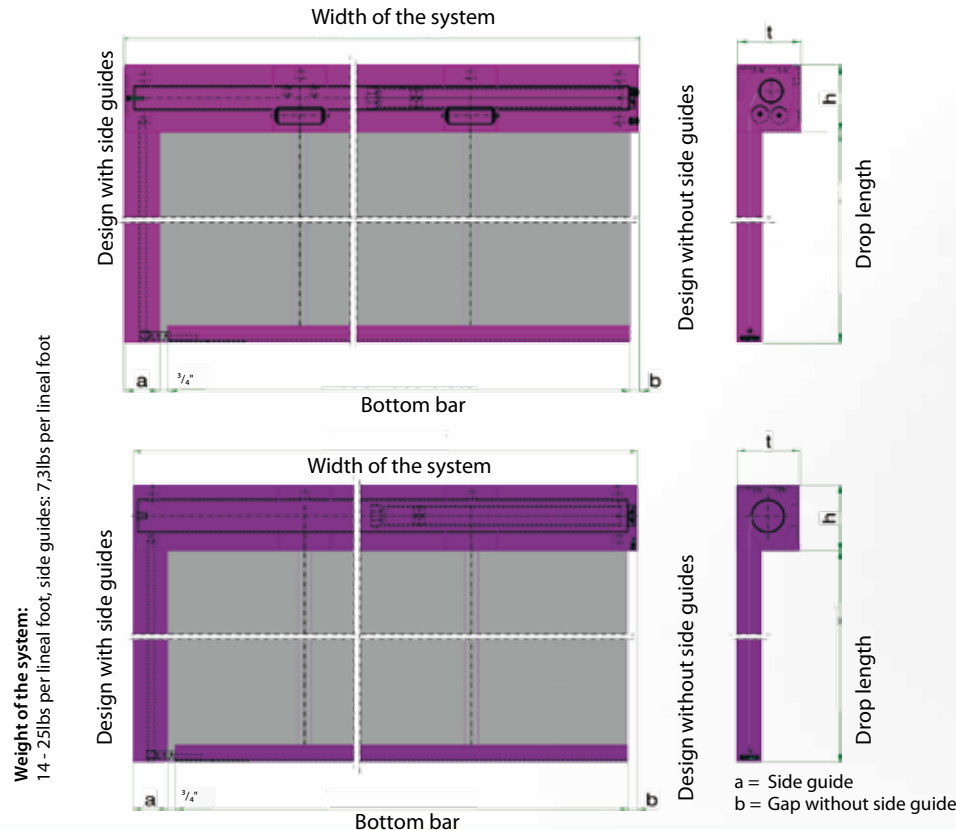 Width of the system
Design with side guides
Design without side guides
t
h
Drop length
a
3/4"
b
Bottom bar
Weight of the system:
14 - 25lbs per lineal foot, side guides: 7,3lbs per lineal foot
Width of the system
Design with side guides
Design without side guides
t
h
Drop length
a
3/4"
b
Bottom bar
a = Side guide
b = Gap without side guide